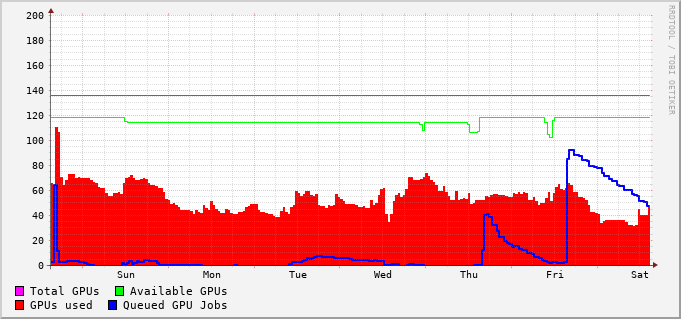 200
180
160
140
120
100
80
60
40
20
0
Sun Mon Tue Wed Thu Fri Sat
Total GPUs Available GPUs
GPUs used Queued GPU Jobs
RRDTOOL / TOBI OETIKER